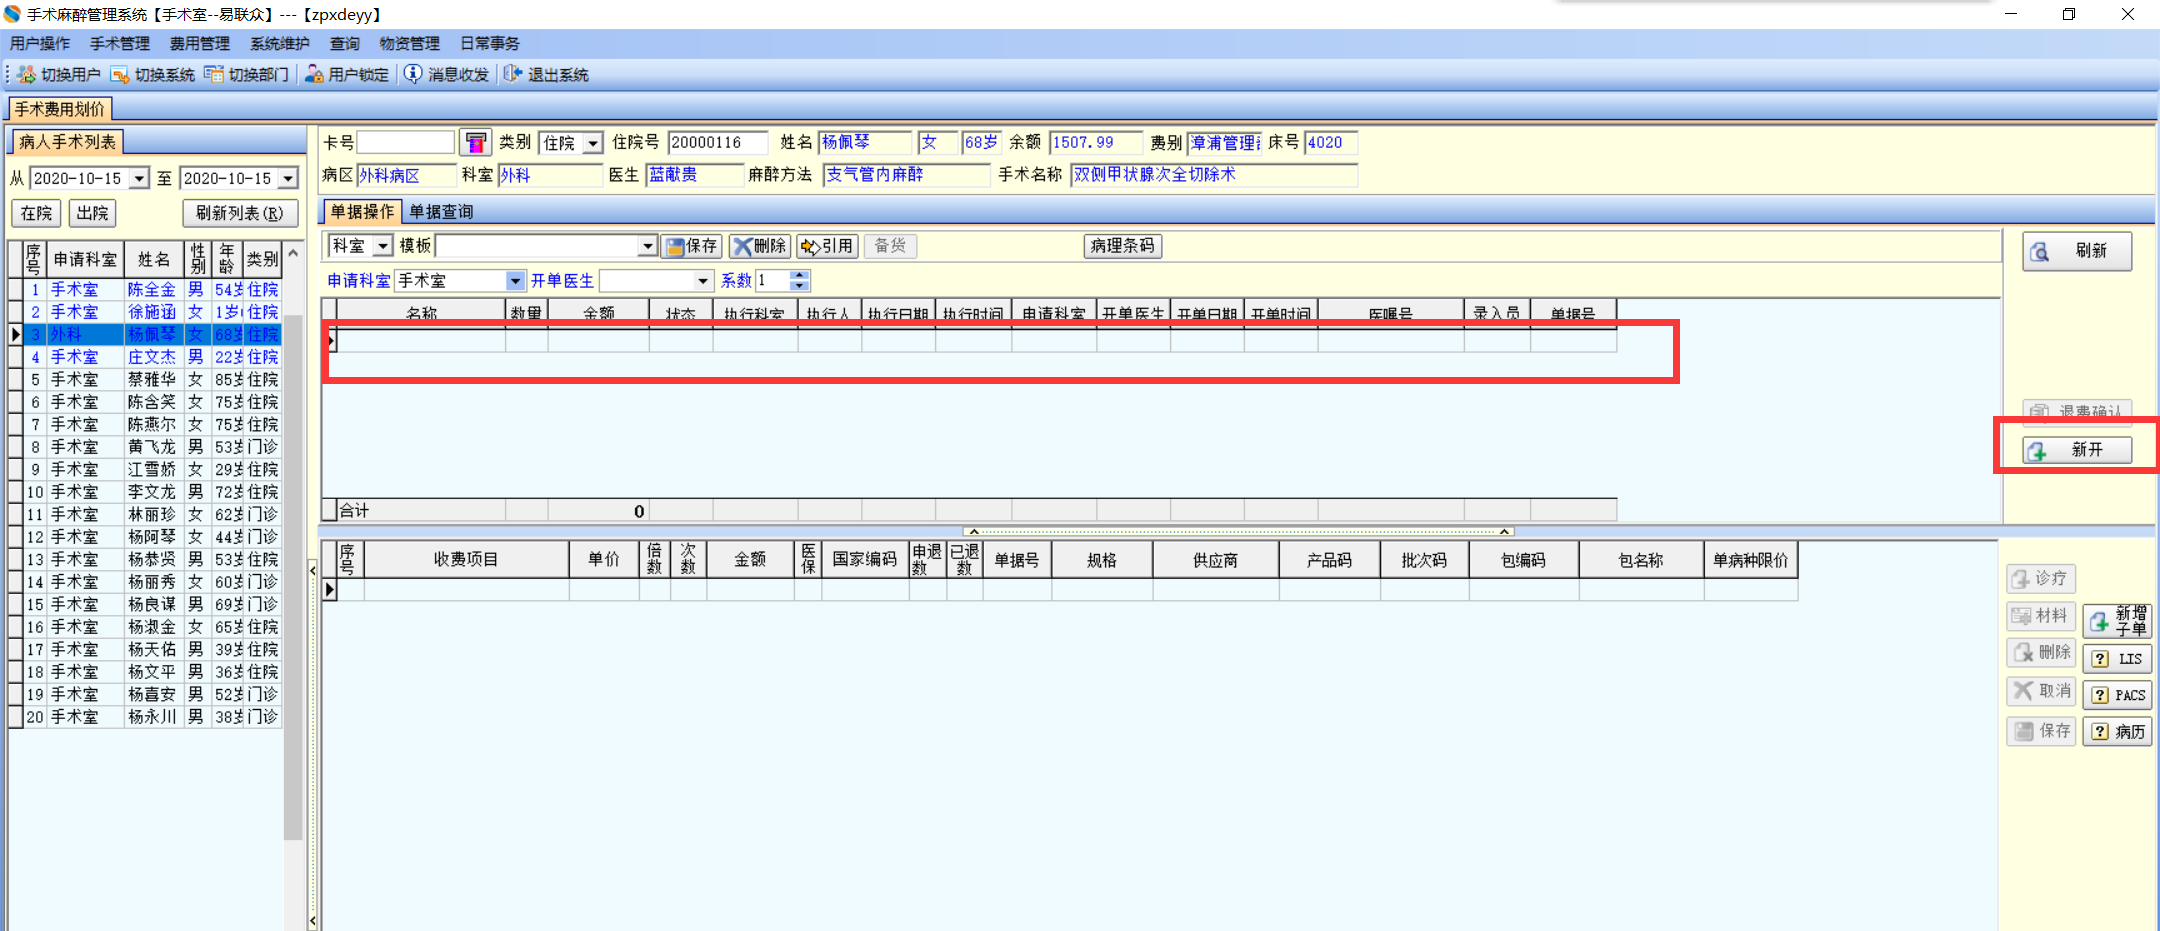 手术麻醉管理系统【手术室--易联众】---【zpxdeyy】
用户操作 手术管理 费用管理 系统维护 查询 物资管理 日常事务
切换用户 切换系统 切换部门 用户锁定 消息收发 退出系统
手术费用划价
病人手术列表
从 2020-10-15 至 2020-10-15
在院 出院 刷新列表(R)
序号 申请科室 姓名 性别 年龄 类别
1 手术室 陈全金 男 54岁 住院
2 手术室 徐施涵 女 1岁( 住院
3 外科 杨佩琴 女 68岁 住院
4 手术室 庄文杰 男 22岁 住院
5 手术室 蔡雅华 女 85岁 住院
6 手术室 陈含笑 女 75岁 住院
7 手术室 陈燕尔 女 75岁 住院
8 手术室 黄飞龙 男 53岁 门诊
9 手术室 江雪娇 女 29岁 住院
10 手术室 李文龙 男 72岁 住院
11 手术室 林丽珍 女 62岁 门诊
12 手术室 杨阿琴 女 44岁 门诊
13 手术室 杨恭贤 男 53岁 住院
14 手术室 杨丽秀 女 60岁 门诊
15 手术室 杨良谋 男 69岁 门诊
16 手术室 杨淑金 女 65岁 住院
17 手术室 杨天佑 男 39岁 住院
18 手术室 杨文平 男 36岁 住院
19 手术室 杨喜安 男 52岁 门诊
20 手术室 杨永川 男 38岁 门诊
卡号 类别 住院 住院号 20000116 姓名 杨佩琴 女 68岁 余额 1507.99 费别 漳浦管理 床号 4020
病区 外科病区 科室 外科 医生 蓝献贵 麻醉方法 支气管内麻醉 手术名称 双侧甲状腺次全切除术
单据操作 单据查询
科室 模板 保存 删除 引用 备货 病理条码
申请科室 手术室 开单医生 系数 1
名称 数量 金额 状态 执行科室 执行人 执行日期 执行时间 申请科室 开单医生 开单日期 开单时间 医嘱号 录入员 单据号
合计 0
刷新
退费确认
新开
序号 收费项目 单价 倍数 次数 金额 医保 国家编码 申退数 已退数 单据号 规格 供应商 产品码 批次码 包编码 包名称 单病种限价
诊疗
材料 新增子单
删除 LIS
取消 PACS
保存 病历